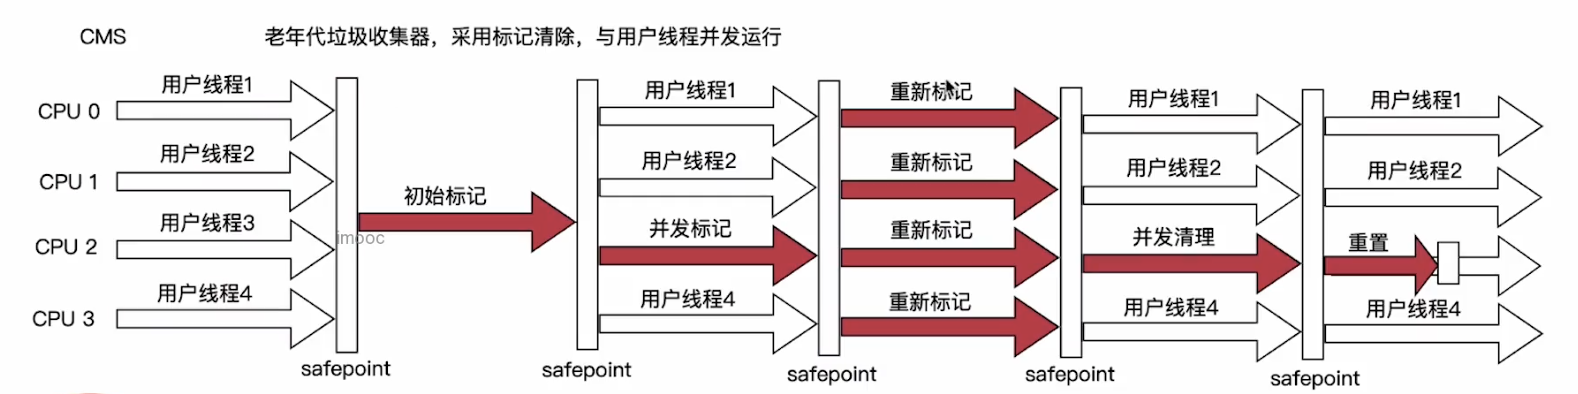 CMS 老年代垃圾收集器，采用标记清除，与用户线程并发运行
CPU 0 用户线程1 用户线程1 重新标记 用户线程1 用户线程1
CPU 1 用户线程2 用户线程2 重新标记 用户线程2 用户线程2
初始标记
CPU 2 用户线程3 并发标记 重新标记 并发清理 重置
imooc
CPU 3 用户线程4 用户线程4 重新标记 用户线程4 用户线程4
safepoint safepoint safepoint safepoint safepoint